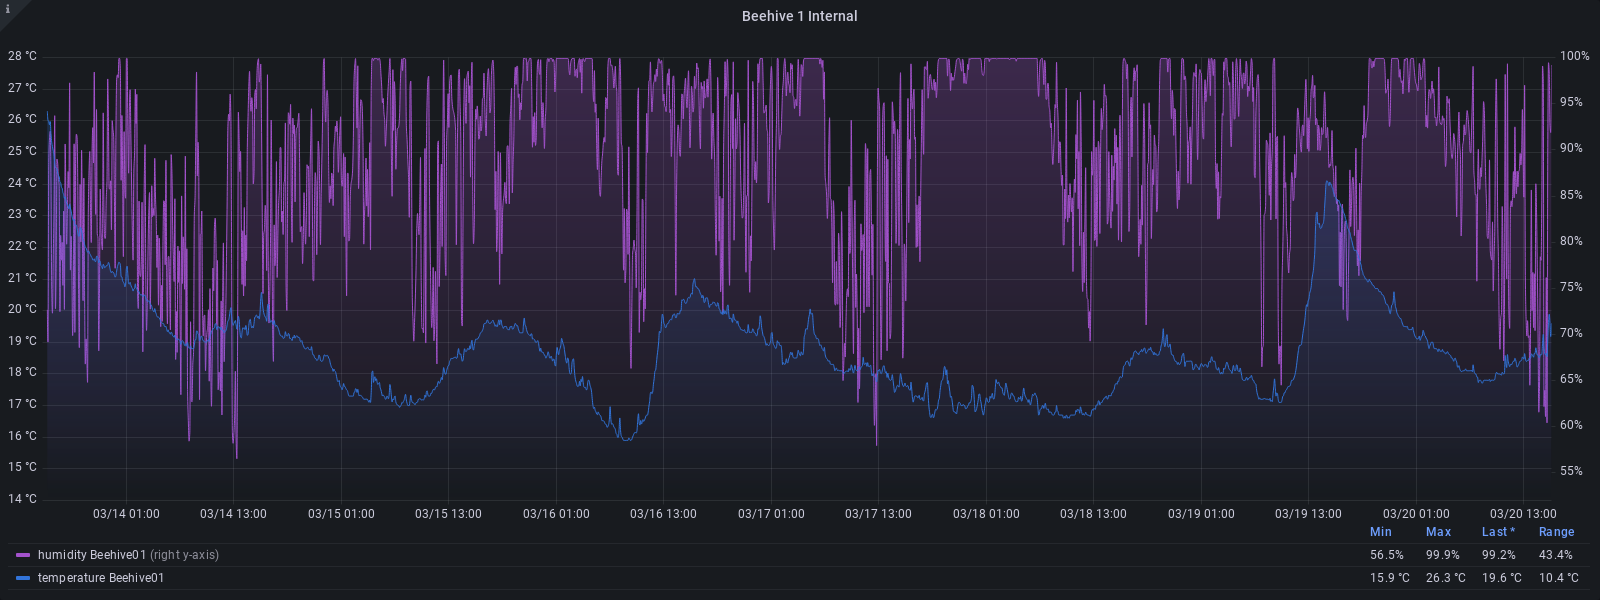 i
Beehive 1 Internal
28 °C 100%
27 °C
26 °C 95%
25 °C 90%
24 °C
23 °C 85%
22 °C 80%
21 °C
20 °C 75%
19 °C 70%
18 °C
17 °C 65%
16 °C 60%
15 °C 55%
14 °C
03/14 01:00 03/14 13:00 03/15 01:00 03/15 13:00 03/16 01:00 03/16 13:00 03/17 01:00 03/17 13:00 03/18 01:00 03/18 13:00 03/19 01:00 03/19 13:00 03/20 01:00 03/20 13:00
Min Max Last * Range
humidity Beehive01 (right y-axis) 56.5% 99.9% 99.2% 43.4%
temperature Beehive01 15.9 °C 26.3 °C 19.6 °C 10.4 °C